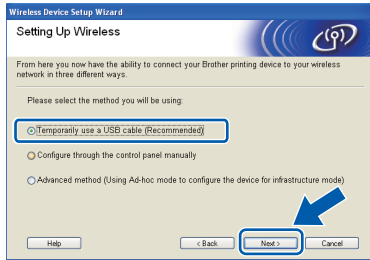 Wireless Device Setup Wizard
Setting Up Wireless
From here you now have the ability to connect your Brother printing device to your wireless
network in three different ways.
Please select the method you will be using:
Temporarily use a USB cable (Recommended)
Configure through the control panel manually
Advanced method (Using Ad-hoc mode to configure the device for infrastructure mode)
Help < Back Next > Cancel